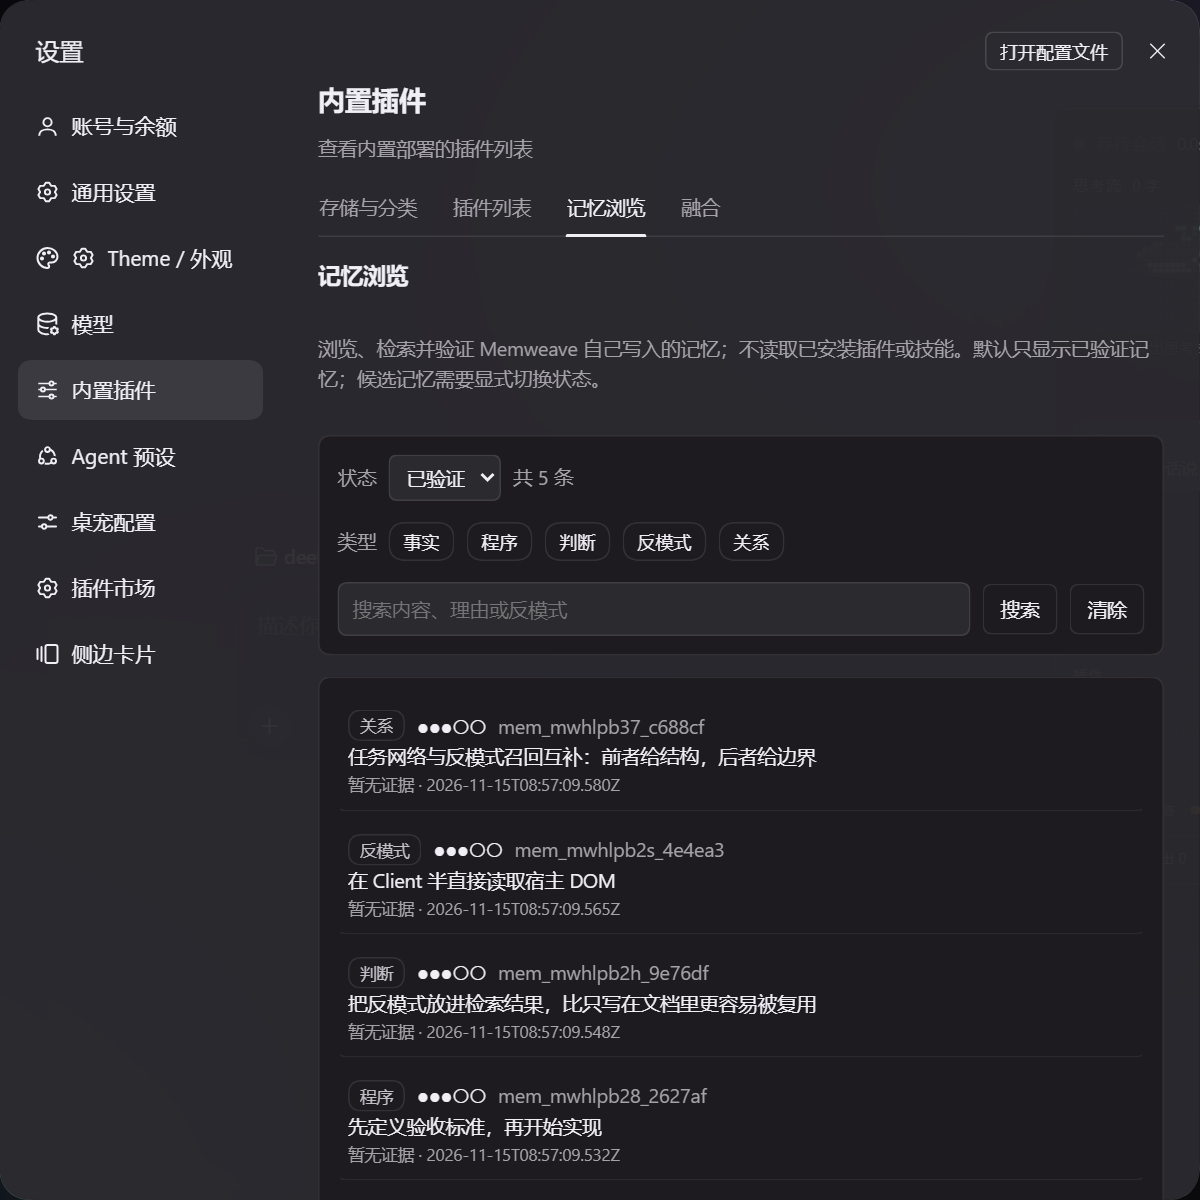 设置
打开配置文件
账号与余额
通用设置
Theme / 外观
模型
内置插件
Agent 预设
桌宠配置
插件市场
侧边卡片
内置插件
查看内置部署的插件列表
存储与分类 插件列表 记忆浏览 融合
记忆浏览
浏览、检索并验证 Memweave 自己写入的记忆；不读取已安装插件或技能。默认只显示已验证记
忆；候选记忆需要显式切换状态。
状态 已验证 共 5 条
类型 事实 程序 判断 反模式 关系
搜索内容、理由或反模式 搜索 清除
关系 ●●●○○ mem_mwhlpb37_c688cf
任务网络与反模式召回互补：前者给结构，后者给边界
暂无证据 · 2026-11-15T08:57:09.580Z
反模式 ●●●○○ mem_mwhlpb2s_4e4ea3
在 Client 半直接读取宿主 DOM
暂无证据 · 2026-11-15T08:57:09.565Z
判断 ●●●○○ mem_mwhlpb2h_9e76df
把反模式放进检索结果，比只写在文档里更容易被复用
暂无证据 · 2026-11-15T08:57:09.548Z
程序 ●●●○○ mem_mwhlpb28_2627af
先定义验收标准，再开始实现
暂无证据 · 2026-11-15T08:57:09.532Z
dee
描述你